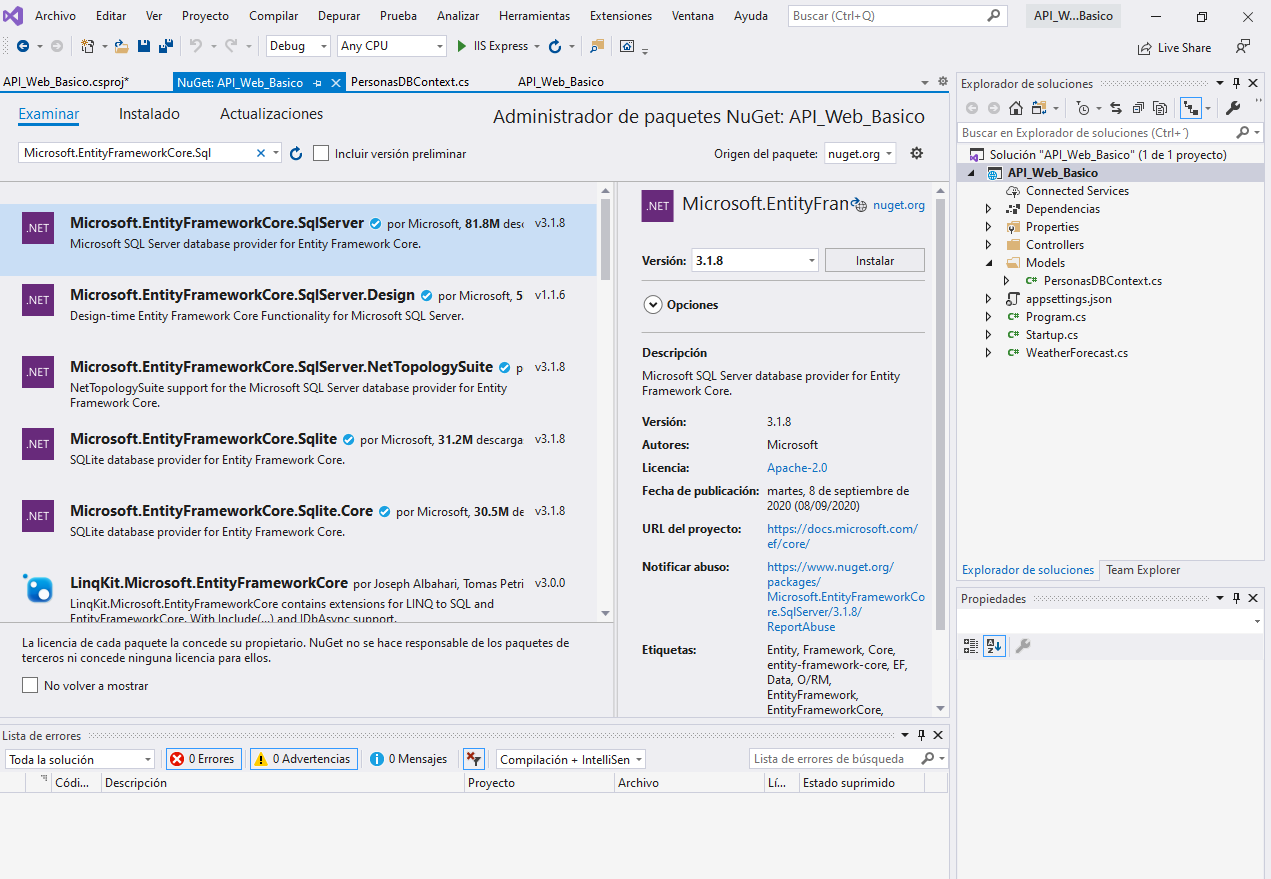 Archivo Editar Ver Proyecto Compilar Depurar Prueba Analizar Herramientas Extensiones Ventana Ayuda Buscar (Ctrl+Q) API_W...Basico
Debug Any CPU IIS Express Live Share
API_Web_Basico.csproj* NuGet: API_Web_Basico PersonasDBContext.cs API_Web_Basico
Examinar Instalado Actualizaciones Administrador de paquetes NuGet: API_Web_Basico
Microsoft.EntityFrameworkCore.Sql Incluir versión preliminar Origen del paquete: nuget.org
.NET Microsoft.EntityFrameworkCore.SqlServer por Microsoft, 81.8M desc v3.1.8
Microsoft SQL Server database provider for Entity Framework Core.
.NET Microsoft.EntityFrameworkCore.SqlServer.Design por Microsoft, 5 v1.1.6
Design-time Entity Framework Core Functionality for Microsoft SQL Server.
.NET Microsoft.EntityFrameworkCore.SqlServer.NetTopologySuite p v3.1.8
NetTopologySuite support for the Microsoft SQL Server database provider for Entity
Framework Core.
.NET Microsoft.EntityFrameworkCore.Sqlite por Microsoft, 31.2M descarga v3.1.8
SQLite database provider for Entity Framework Core.
.NET Microsoft.EntityFrameworkCore.Sqlite.Core por Microsoft, 30.5M de v3.1.8
SQLite database provider for Entity Framework Core.
LinqKit.Microsoft.EntityFrameworkCore por Joseph Albahari, Tomas Petri v3.0.0
LinqKit.Microsoft.EntityFrameworkCore contains extensions for LINQ to SQL and
EntityFrameworkCore. With Include(...) and IDbAsync support.
La licencia de cada paquete la concede su propietario. NuGet no se hace responsable de los paquetes de
terceros ni concede ninguna licencia para ellos.
No volver a mostrar
.NET Microsoft.EntityFran nuget.org
Versión: 3.1.8 Instalar
Opciones
Descripción
Microsoft SQL Server database provider for Entity
Framework Core.
Versión: 3.1.8
Autores: Microsoft
Licencia: Apache-2.0
Fecha de publicación: martes, 8 de septiembre de
2020 (08/09/2020)
URL del proyecto: https://docs.microsoft.com/
ef/core/
Notificar abuso: https://www.nuget.org/
packages/
Microsoft.EntityFrameworkCo
re.SqlServer/3.1.8/
ReportAbuse
Etiquetas: Entity, Framework, Core,
entity-framework-core, EF,
Data, O/RM,
EntityFramework,
EntityFrameworkCore,
Explorador de soluciones
Buscar en Explorador de soluciones (Ctrl+´)
Solución "API_Web_Basico" (1 de 1 proyecto)
API_Web_Basico
Connected Services
Dependencias
Properties
Controllers
Models
C# PersonasDBContext.cs
appsettings.json
C# Program.cs
C# Startup.cs
C# WeatherForecast.cs
Explorador de soluciones Team Explorer
Propiedades
Lista de errores
Toda la solución 0 Errores 0 Advertencias 0 Mensajes Compilación + IntelliSen Lista de errores de búsqueda
Códi... Descripción Proyecto Archivo Lí... Estado suprimido